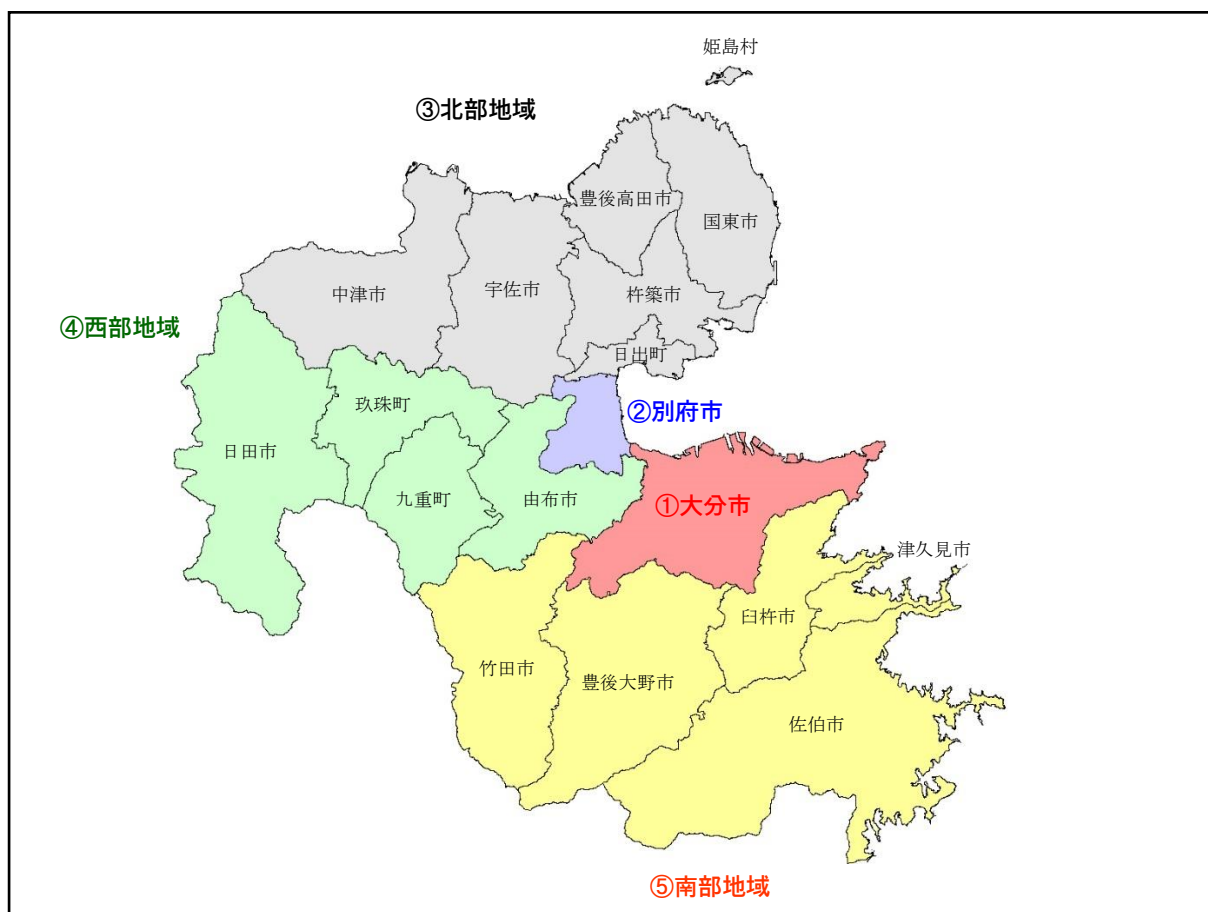 姫島村
③北部地域
豊後高田市
国東市
中津市
宇佐市
杵築市
④西部地域
日出町
玖珠町
②別府市
日田市
九重町
由布市
①大分市
津久見市
臼杵市
竹田市
豊後大野市
佐伯市
⑤南部地域